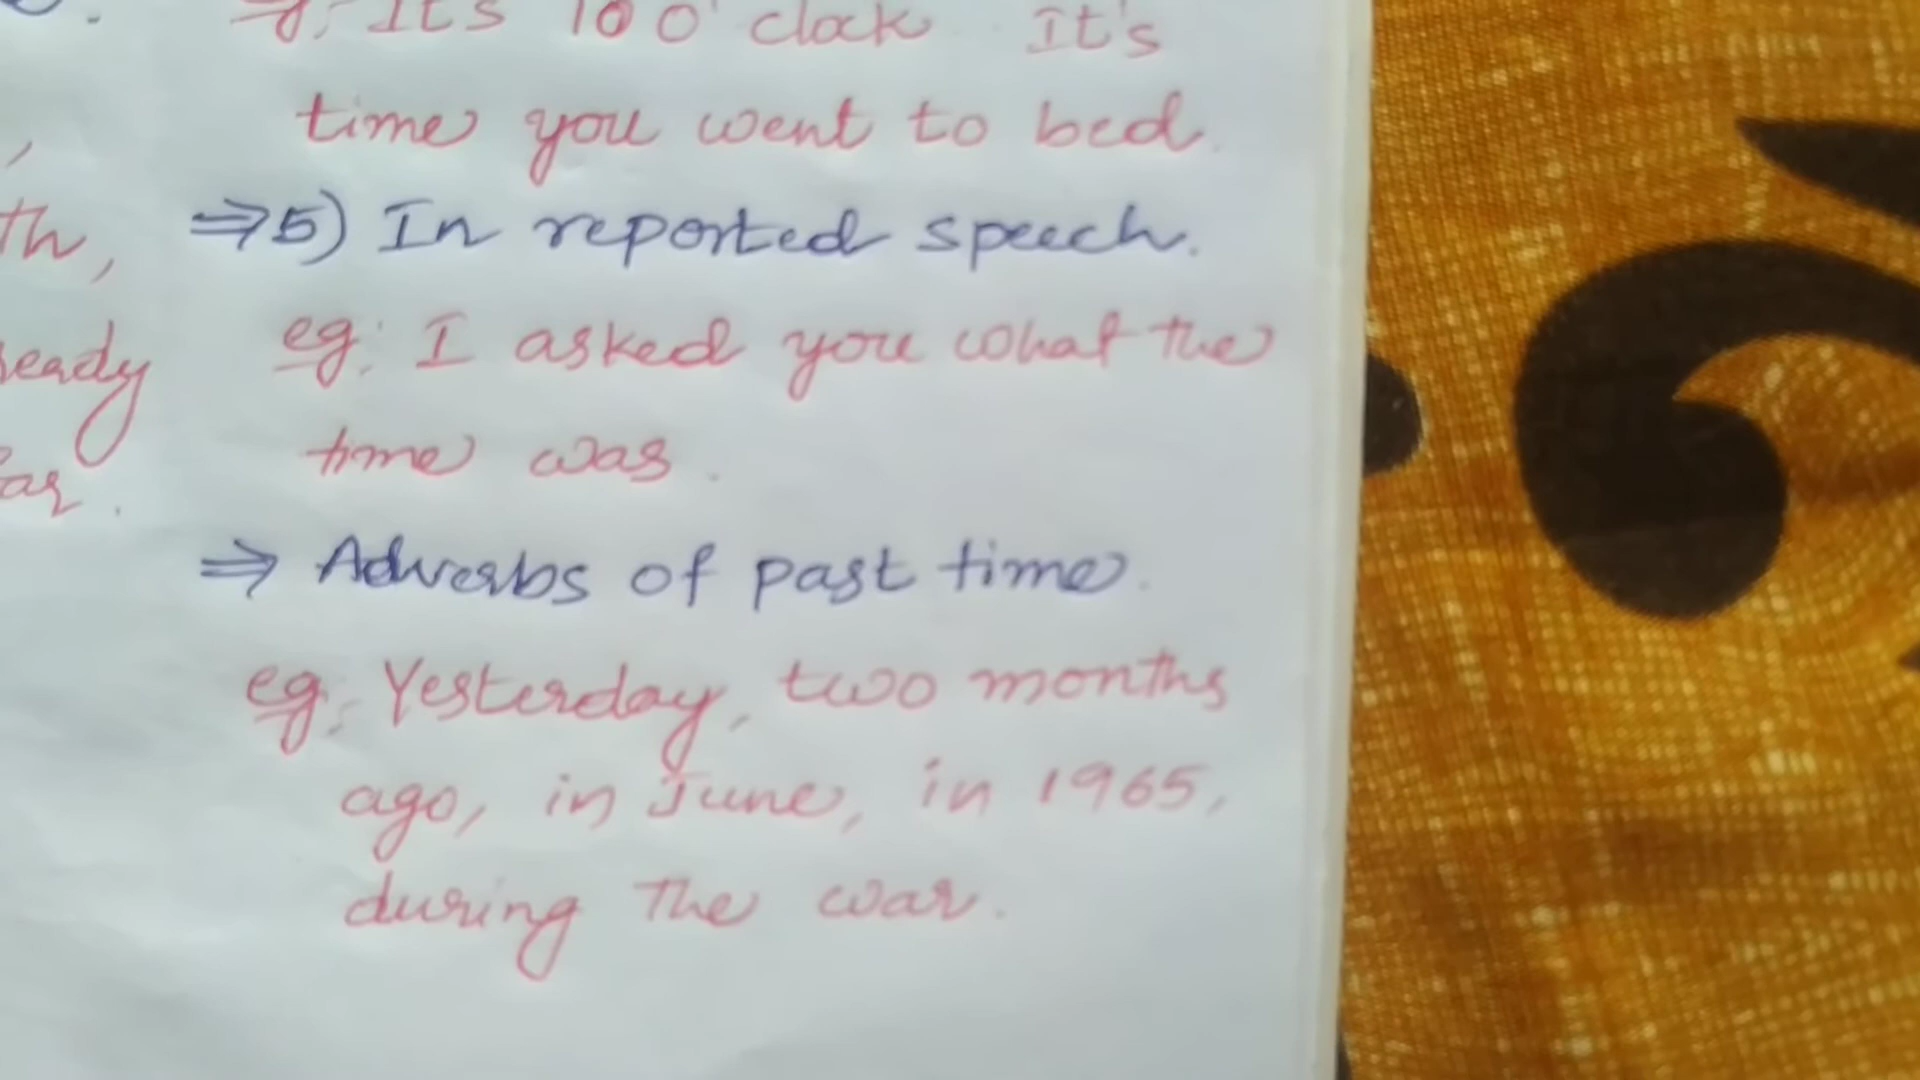 eg: It's 10 O'clock It's
time you went to bed.
⇒5) In reported speech.
eg: I asked you what the
time was.
⇒ Adverbs of past time.
eg: Yesterday, two months
ago, in June, in 1965,
during the war.